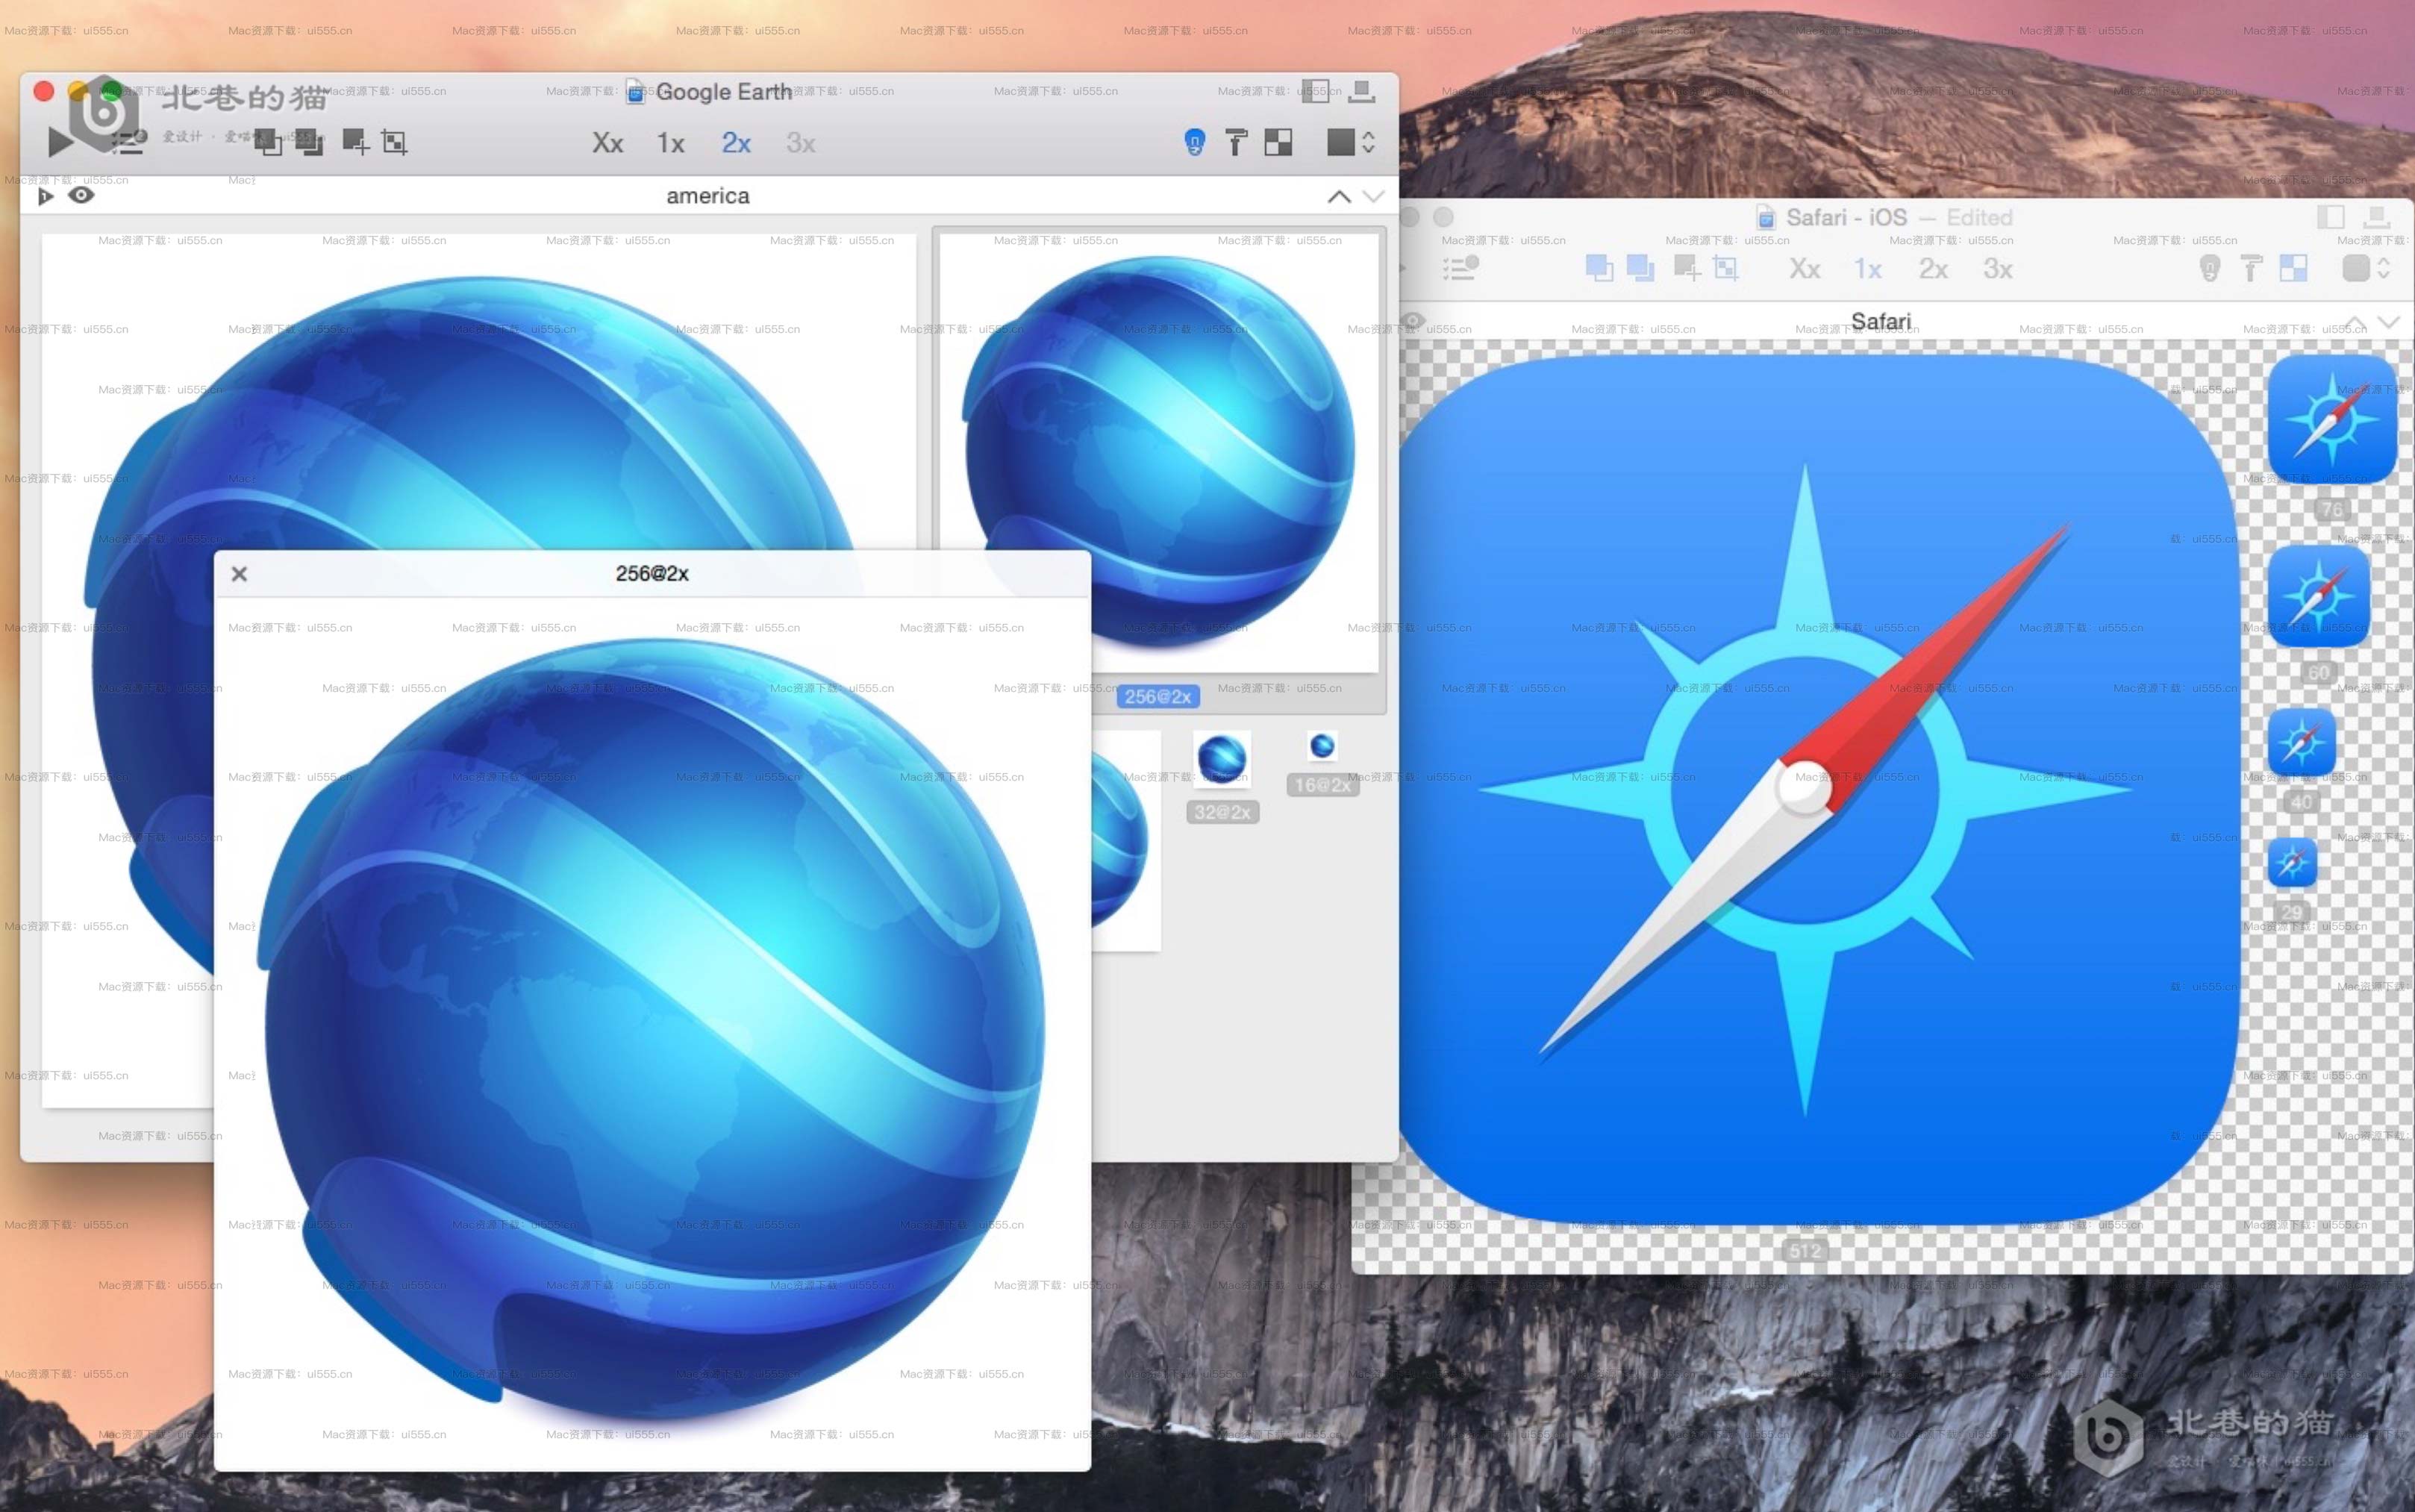 Mac资源下载：ui555.cn
北巷的猫
Google Earth
Xx 1x 2x 3x
america
256@2x
256@2x
32@2x
16@2x
Safari - iOS — Edited
Xx 1x 2x 3x
Safari
76
60
40
29
512
北巷的猫